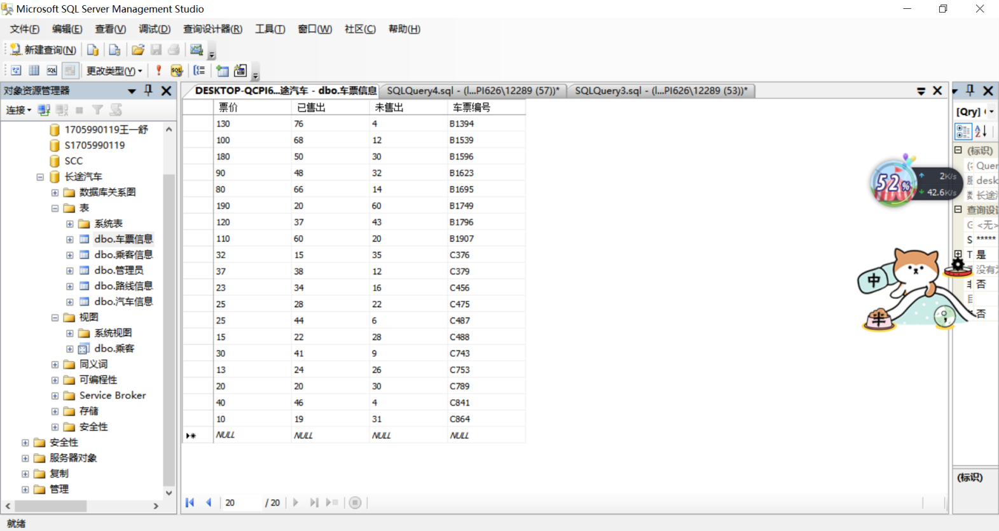 Microsoft SQL Server Management Studio
文件(F) 编辑(E) 查看(V) 调试(D) 查询设计器(R) 工具(T) 窗口(W) 社区(C) 帮助(H)
新建查询(N)
更改类型(Y)
对象资源管理器
连接
1705990119王一舒
S1705990119
SCC
长途汽车
数据库关系图
表
系统表
dbo.车票信息
dbo.乘客信息
dbo.管理员
dbo.路线信息
dbo.汽车信息
视图
系统视图
dbo.乘客
同义词
可编程性
Service Broker
存储
安全性
安全性
服务器对象
复制
管理
就绪
DESKTOP-QCPI6...途汽车 - dbo.车票信息 SQLQuery4.sql - (l...PI626\12289 (57))* SQLQuery3.sql - (l...PI626\12289 (53))*
票价 已售出 未售出 车票编号
130 76 4 B1394
100 68 12 B1539
180 50 30 B1596
90 48 32 B1623
80 66 14 B1695
190 20 60 B1749
120 37 43 B1796
110 60 20 B1907
32 15 35 C376
37 38 12 C379
23 34 16 C456
25 28 22 C475
25 44 6 C487
15 22 28 C488
30 41 9 C743
13 24 26 C753
20 20 30 C789
40 46 4 C841
10 19 31 C864
NULL NULL NULL NULL
20 / 20
52%
2K/s
42.6K/s
中
半
[Qry]
(标识)
Quer
desk
长途
查询设
<无>
S *****
T 是
没有
否
否
(标识)